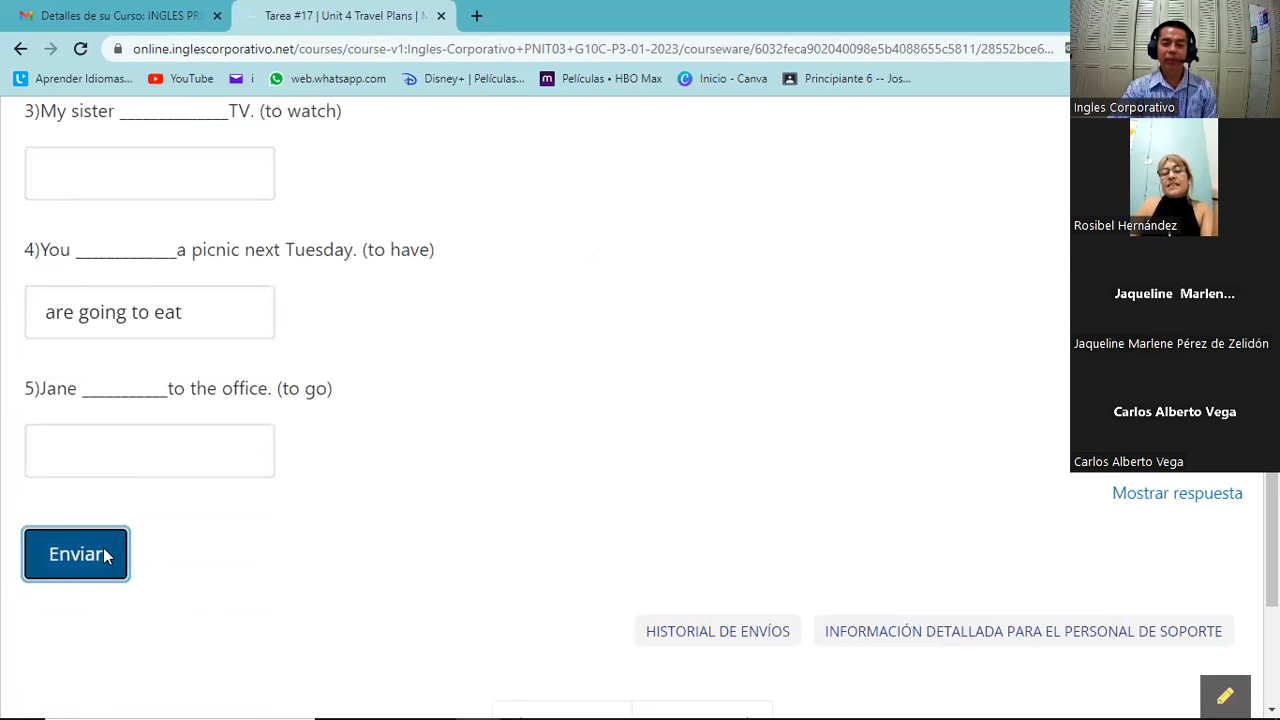 Detalles de su Curso: INGLES PRI
Tarea #17 | Unit 4 Travel Plans | M
online.inglescorporativo.net/courses/course-v1:Ingles-Corporativo+PNIT03+G10C-P3-01-2023/courseware/6032fece902040098e5b4e8e655c5811/28552bce6...
Aprender Idiomas...
YouTube
i
web.whatsapp.com
Disney+ | Películas...
Películas • HBO Max
Inicio - Canva
Principiante 6 -- Jos...
3)My sister ____________TV. (to watch)
4)You ___________a picnic next Tuesday. (to have)
are going to eat
5)Jane _________to the office. (to go)
Mostrar respuesta
Enviar
HISTORIAL DE ENVÍOS
INFORMACIÓN DETALLADA PARA EL PERSONAL DE SOPORTE
Ingles Corporativo
Rosibel Hernández
Jaqueline Marlen...
Jaqueline Marlene Pérez de Zelidón
Carlos Alberto Vega
Carlos Alberto Vega